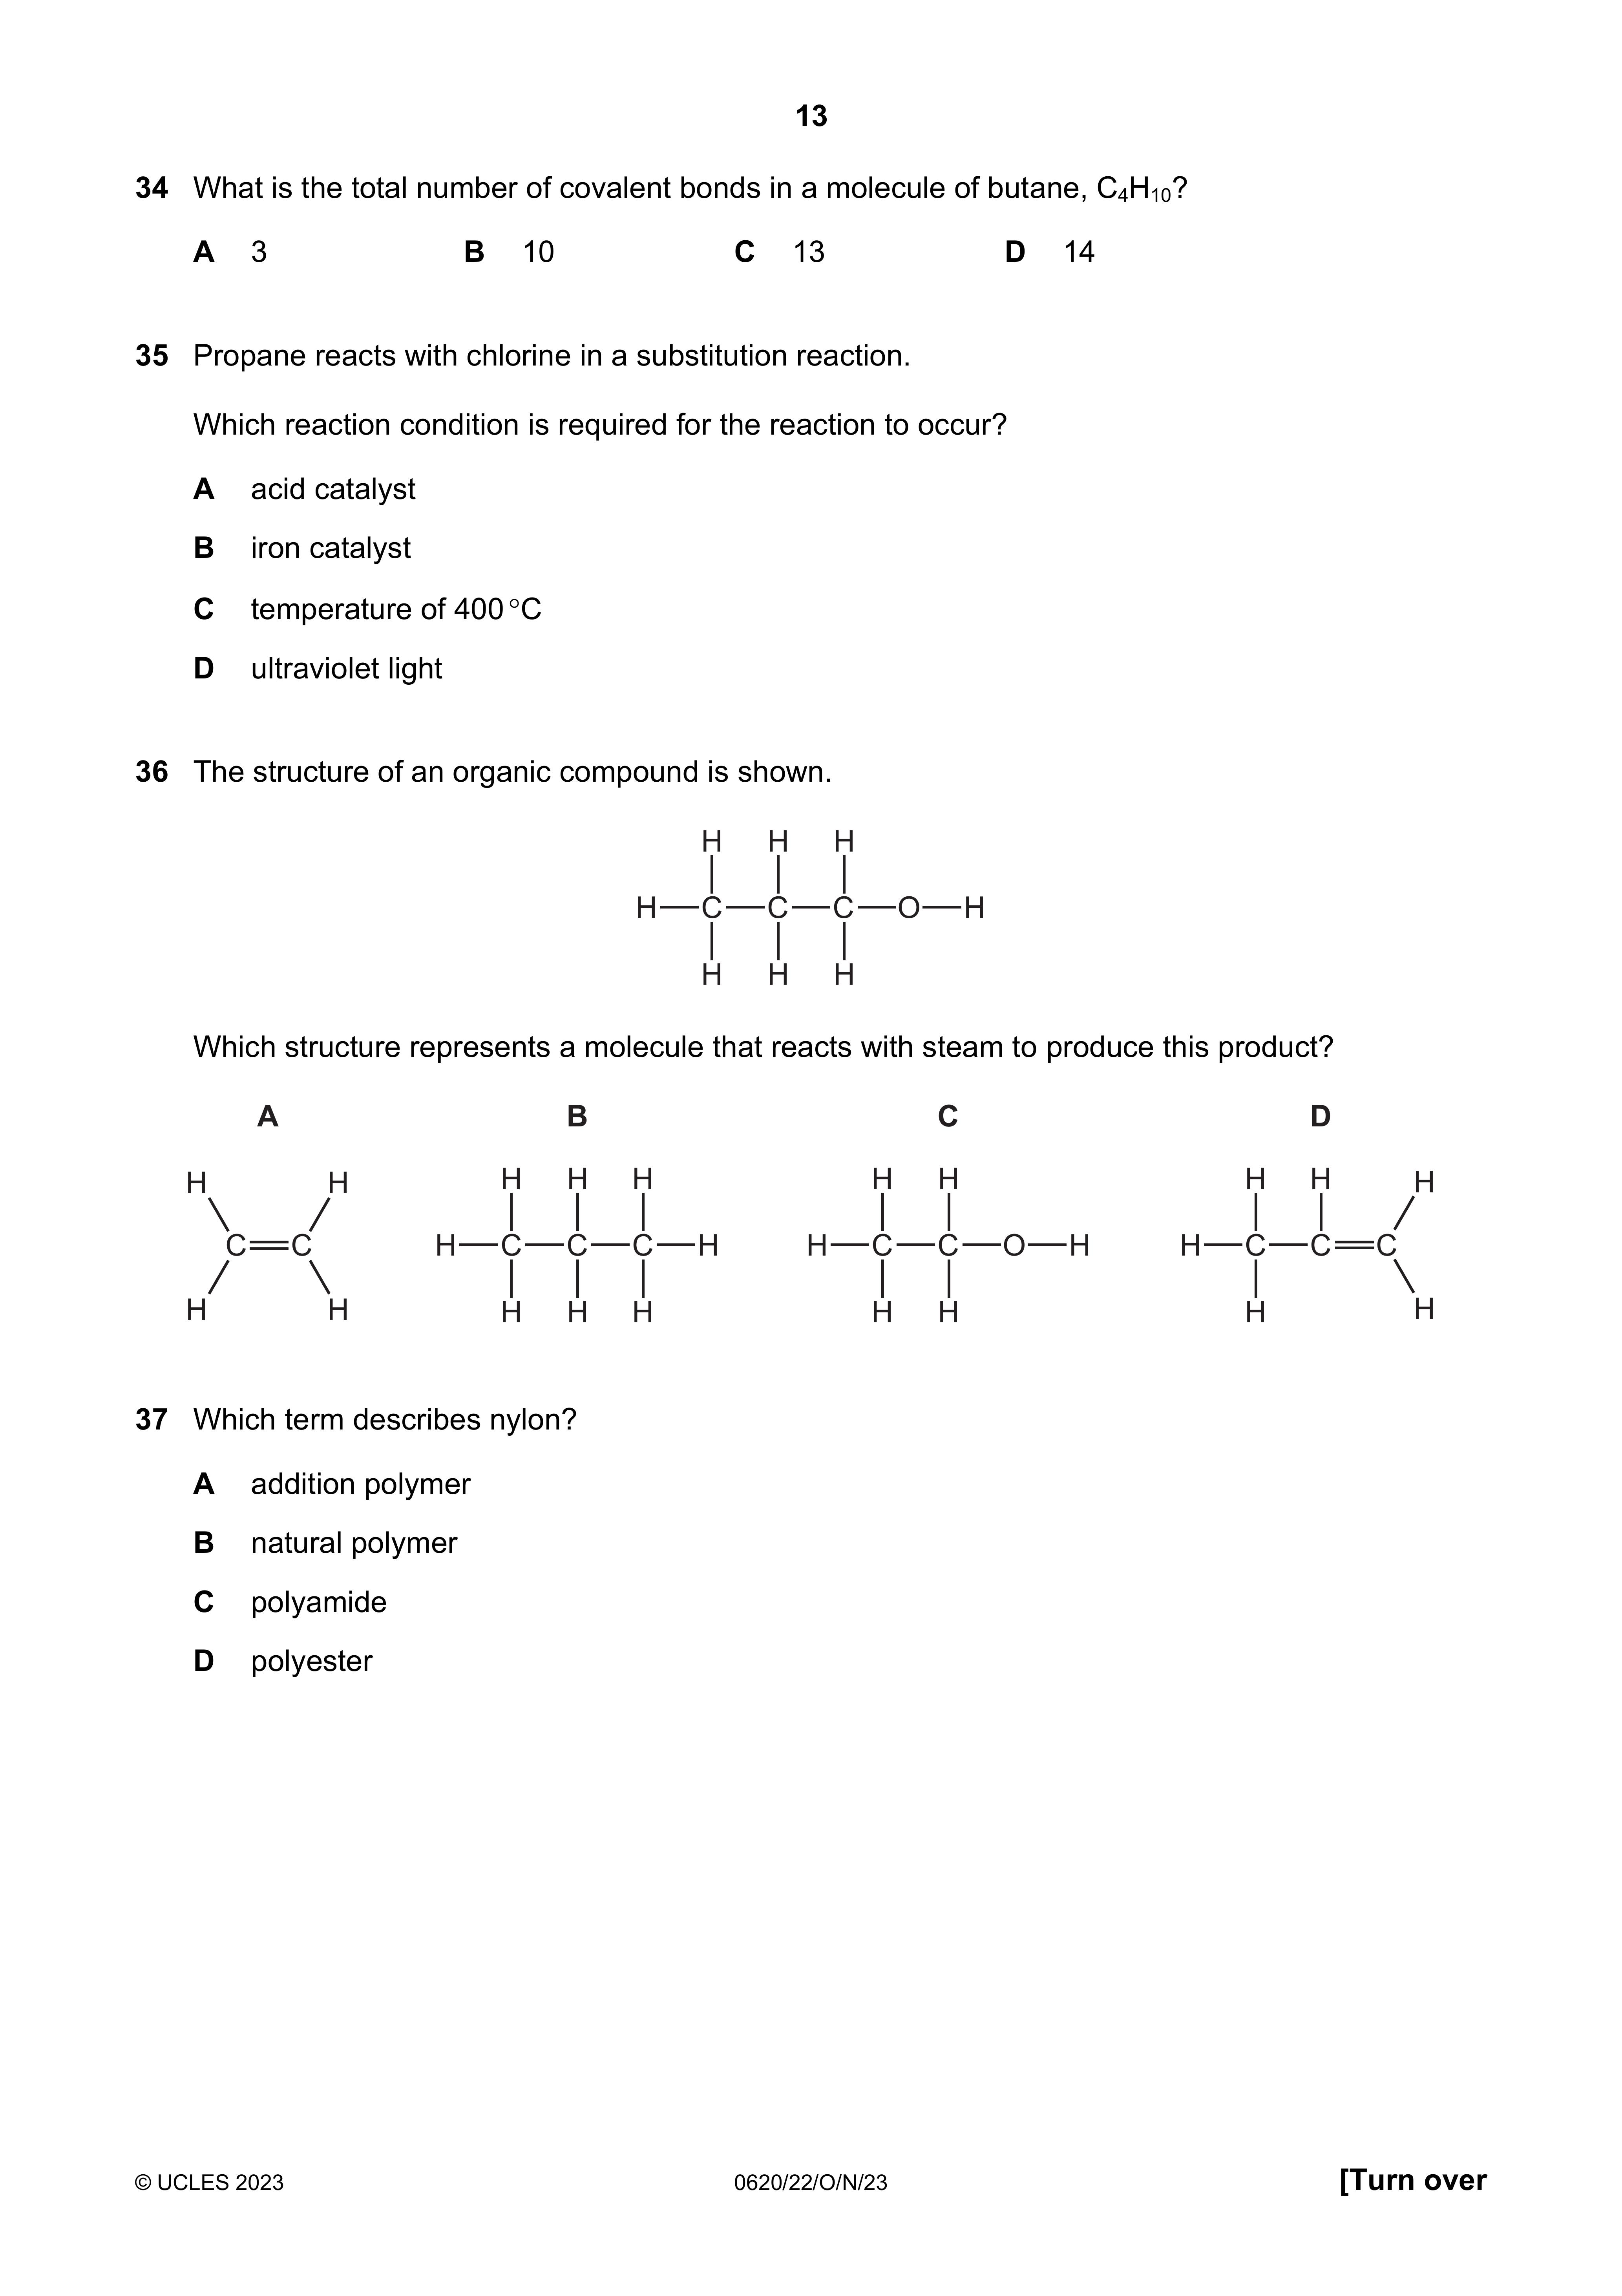 13
34 What is the total number of covalent bonds in a molecule of butane, C₄H₁₀?
A 3 B 10 C 13 D 14
35 Propane reacts with chlorine in a substitution reaction.
Which reaction condition is required for the reaction to occur?
A acid catalyst
B iron catalyst
C temperature of 400 °C
D ultraviolet light
36 The structure of an organic compound is shown.
H H H
H C C C O H
H H H
Which structure represents a molecule that reacts with steam to produce this product?
A B C D
H H H H H H H H H H
C C H C C C H H C C O H H C C C
H H H H H H H H H
37 Which term describes nylon?
A addition polymer
B natural polymer
C polyamide
D polyester
© UCLES 2023 0620/22/O/N/23 [Turn over